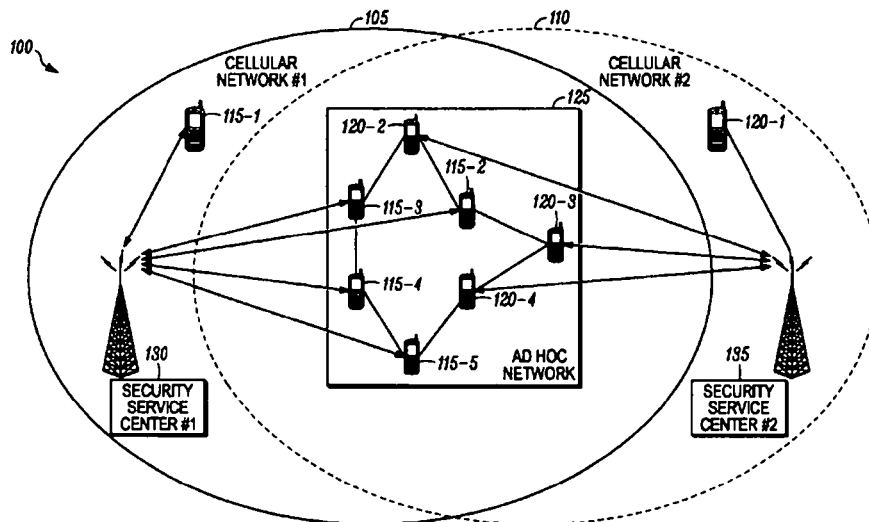 100
105
110
CELLULAR
NETWORK #1
CELLULAR
NETWORK #2
125
115-1
120-2
120-1
115-2
115-3
120-3
115-4
120-4
115-5
AD HOC
NETWORK
130
SECURITY
SERVICE
CENTER #1
135
SECURITY
SERVICE
CENTER #2